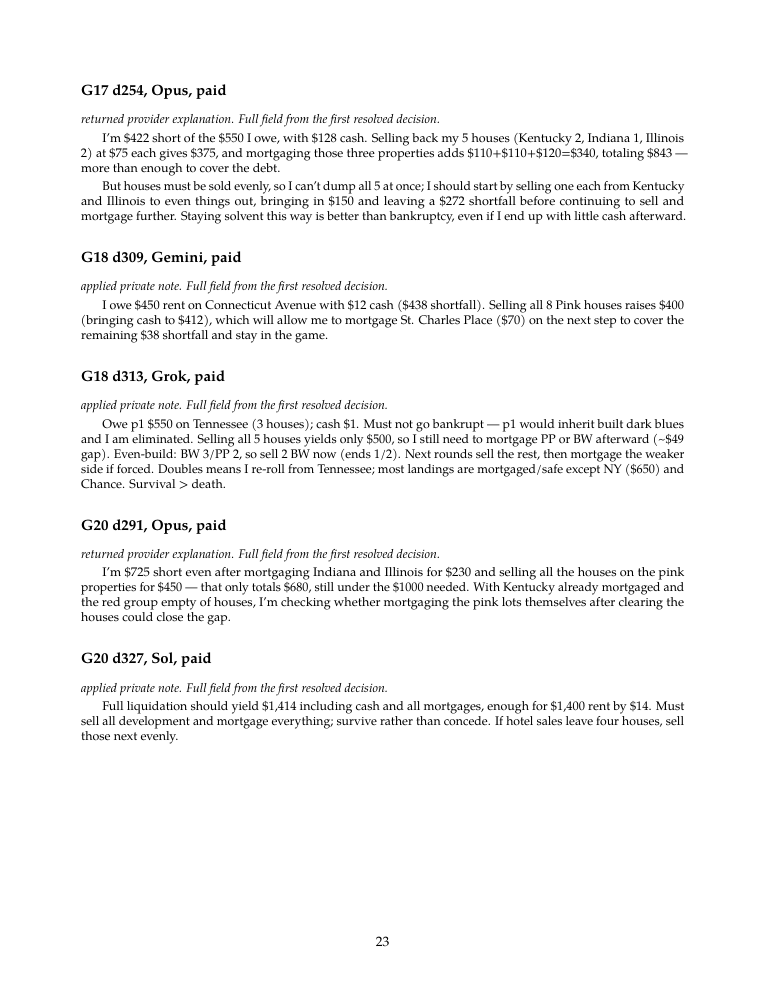 G17 d254, Opus, paid
returned provider explanation. Full field from the first resolved decision.
I'm $422 short of the $550 I owe, with $128 cash. Selling back my 5 houses (Kentucky 2, Indiana 1, Illinois
2) at $75 each gives $375, and mortgaging those three properties adds $110+$110+$120=$340, totaling $843 —
more than enough to cover the debt.
But houses must be sold evenly, so I can't dump all 5 at once; I should start by selling one each from Kentucky
and Illinois to even things out, bringing in $150 and leaving a $272 shortfall before continuing to sell and
mortgage further. Staying solvent this way is better than bankruptcy, even if I end up with little cash afterward.
G18 d309, Gemini, paid
applied private note. Full field from the first resolved decision.
I owe $450 rent on Connecticut Avenue with $12 cash ($438 shortfall). Selling all 8 Pink houses raises $400
(bringing cash to $412), which will allow me to mortgage St. Charles Place ($70) on the next step to cover the
remaining $38 shortfall and stay in the game.
G18 d313, Grok, paid
applied private note. Full field from the first resolved decision.
Owe p1 $550 on Tennessee (3 houses); cash $1. Must not go bankrupt — p1 would inherit built dark blues
and I am eliminated. Selling all 5 houses yields only $500, so I still need to mortgage PP or BW afterward (~$49
gap). Even-build: BW 3/PP 2, so sell 2 BW now (ends 1/2). Next rounds sell the rest, then mortgage the weaker
side if forced. Doubles means I re-roll from Tennessee; most landings are mortgaged/safe except NY ($650) and
Chance. Survival > death.
G20 d291, Opus, paid
returned provider explanation. Full field from the first resolved decision.
I'm $725 short even after mortgaging Indiana and Illinois for $230 and selling all the houses on the pink
properties for $450 — that only totals $680, still under the $1000 needed. With Kentucky already mortgaged and
the red group empty of houses, I'm checking whether mortgaging the pink lots themselves after clearing the
houses could close the gap.
G20 d327, Sol, paid
applied private note. Full field from the first resolved decision.
Full liquidation should yield $1,414 including cash and all mortgages, enough for $1,400 rent by $14. Must
sell all development and mortgage everything; survive rather than concede. If hotel sales leave four houses, sell
those next evenly.
23